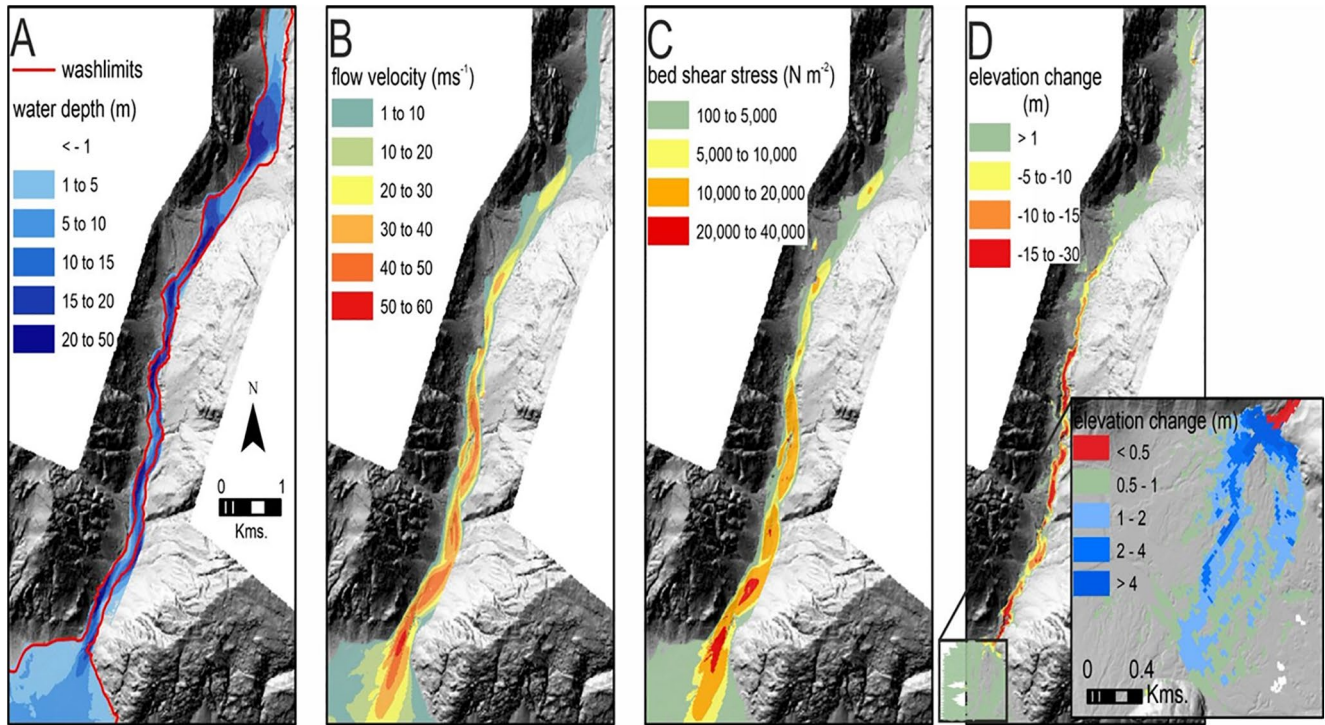 A
washlimits
water depth (m)
< - 1
1 to 5
5 to 10
10 to 15
15 to 20
20 to 50
N
0 1
Kms.
B
flow velocity (ms-1)
1 to 10
10 to 20
20 to 30
30 to 40
40 to 50
50 to 60
C
bed shear stress (N m-2)
100 to 5,000
5,000 to 10,000
10,000 to 20,000
20,000 to 40,000
D
elevation change
(m)
> 1
-5 to -10
-10 to -15
-15 to -30
elevation change (m)
< 0.5
0.5 - 1
1 - 2
2 - 4
>4
0 0.4
Kms.